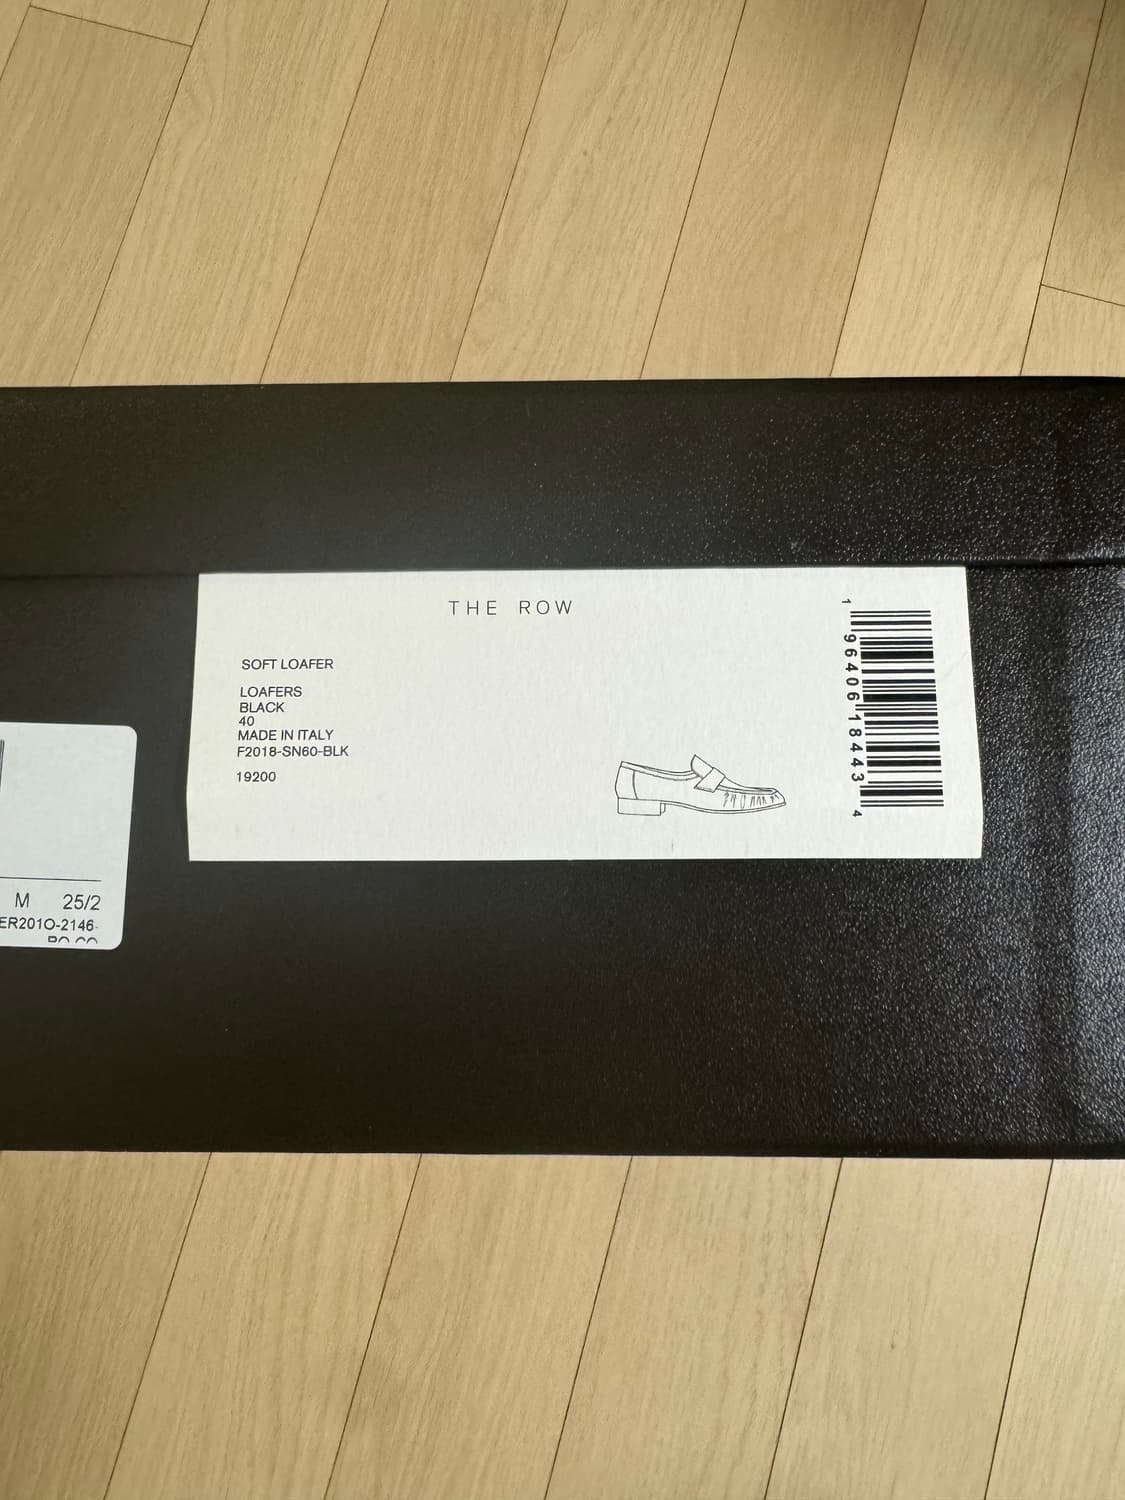 THE ROW
SOFT LOAFER
LOAFERS
BLACK
40
MADE IN ITALY
F2018-SN60-BLK
19200
1 96406 18443 4
M 25/2
ER201O-2146-